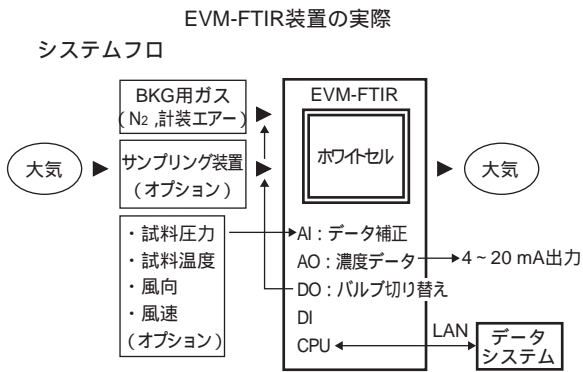 EVM-FTIR装置の実際
システムフロ
BKG用ガス
（N2 ,計装エアー）
EVM-FTIR
ホワイトセル
大気
サンプリング装置
（オプション）
大気
・試料圧力
・試料温度
・風向
・風速
（オプション）
AI：データ補正
AO：濃度データ
4～20 mA出力
DO：バルブ切り替え
DI
CPU
LAN
データ
システム